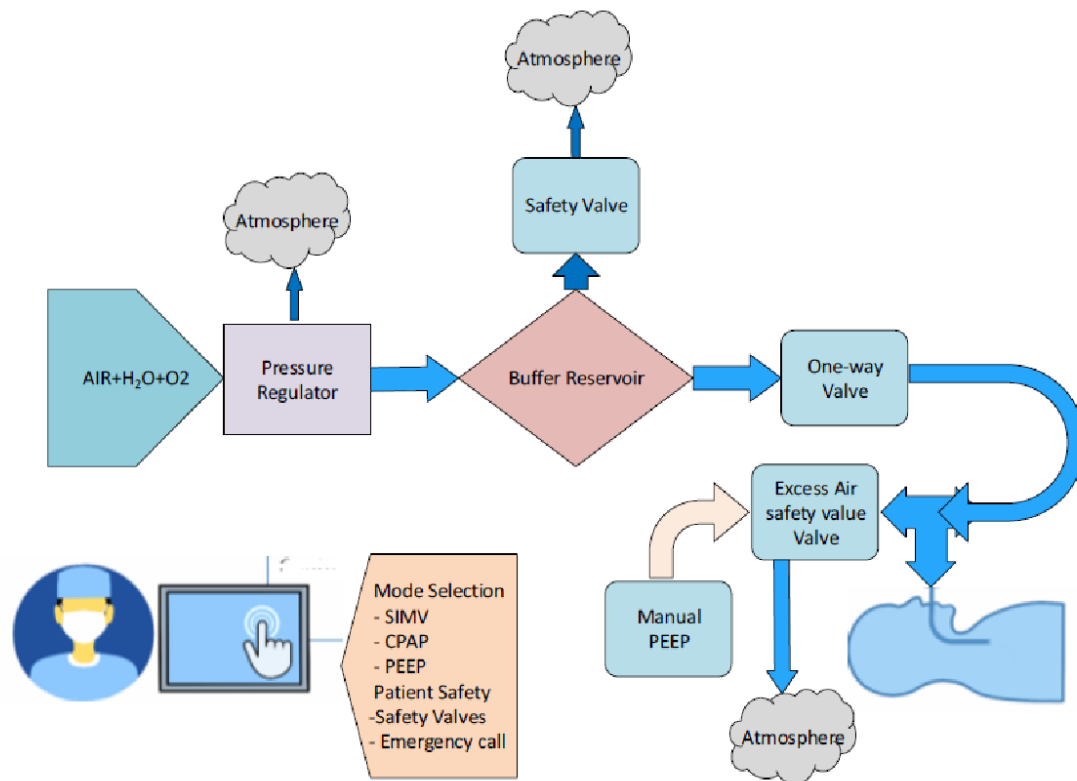 Atmosphere
Safety Valve
Atmosphere
AIR+H₂O+O2
Pressure
Regulator
Buffer Reservoir
One-way
Valve
Excess Air
safety value
Valve
Manual
PEEP
Atmosphere
Mode Selection
- SIMV
- CPAP
- PEEP
Patient Safety
-Safety Valves
- Emergency call